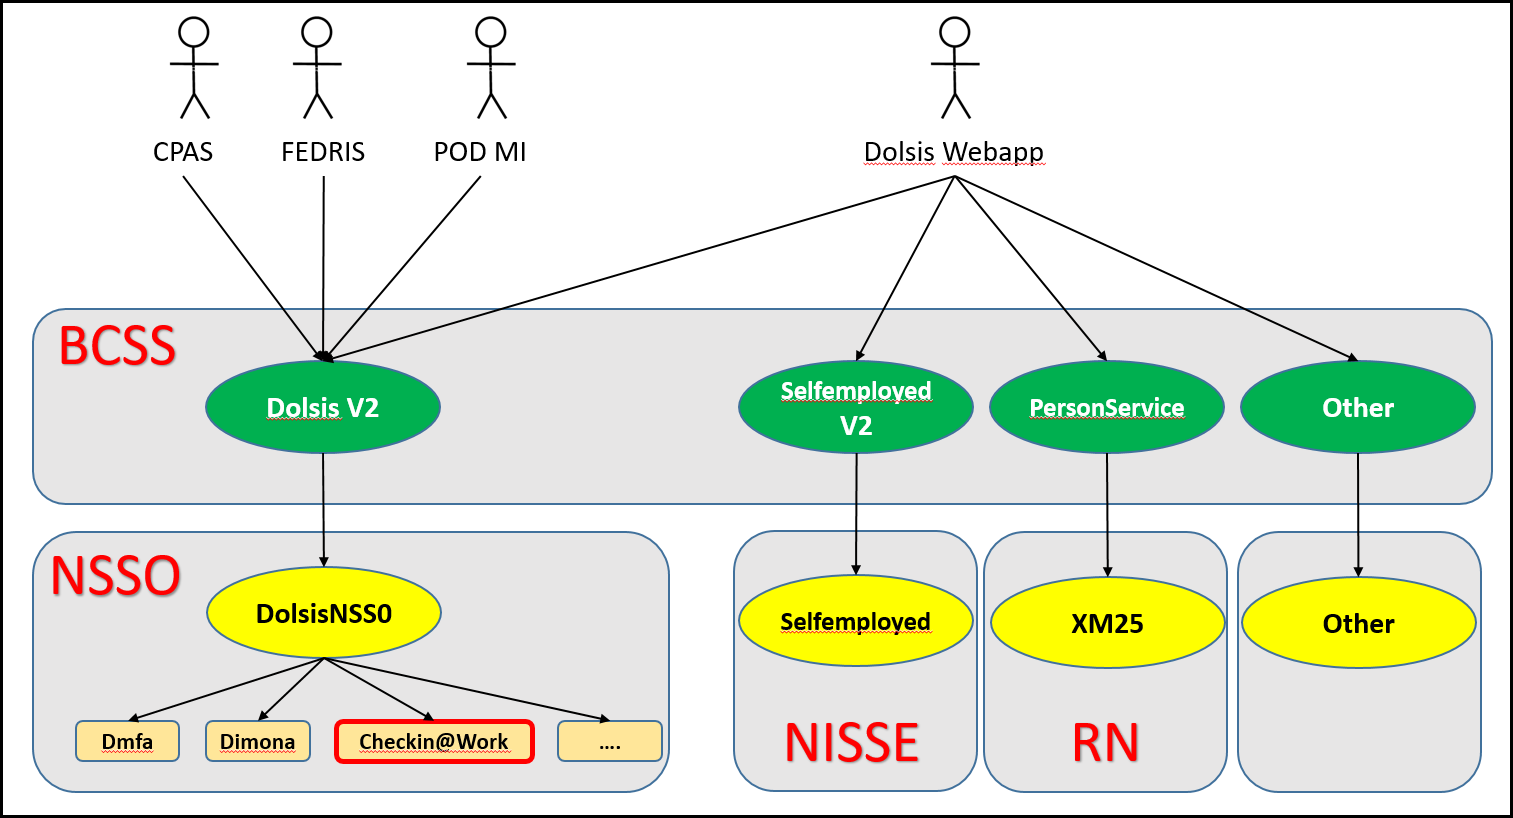 CPAS
FEDRIS
POD MI
Dolsis Webapp
BCSS
Dolsis V2
Selfemployed
V2
PersonService
Other
NSSO
DolsisNSS0
Selfemployed
XM25
Other
Dmfa
Dimona
Checkin@Work
....
NISSE
RN